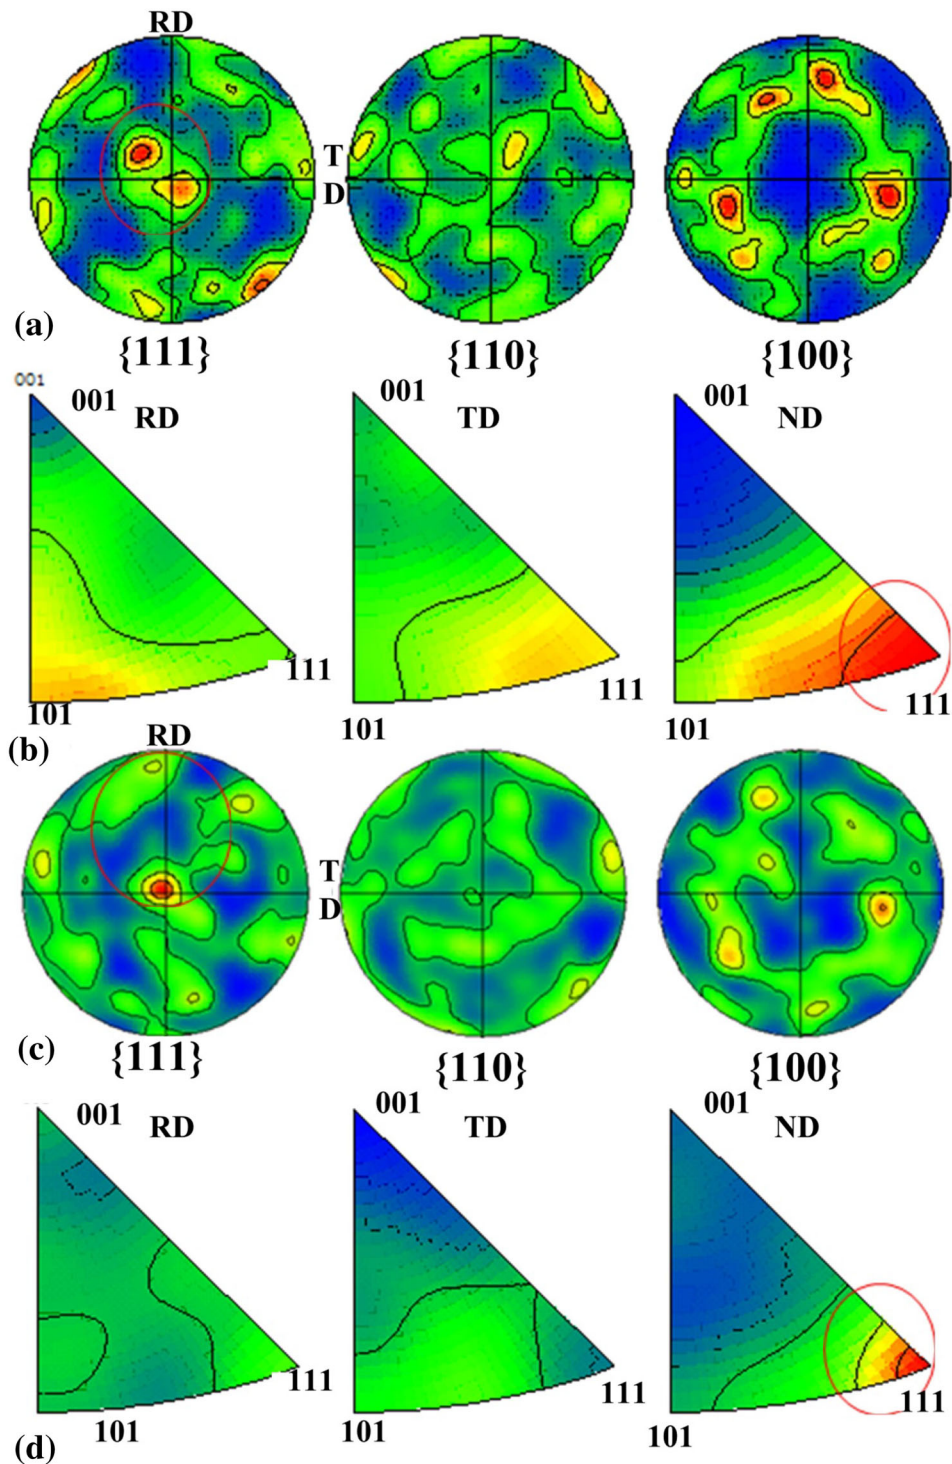 RD
T
D
(a)
{111} {110} {100}
001
001 001 001
RD TD ND
111 111 111
101 101 101
(b)
RD
T
D
(c)
{111} {110} {100}
001 001 001
RD TD ND
111 111 111
101 101 101
(d)